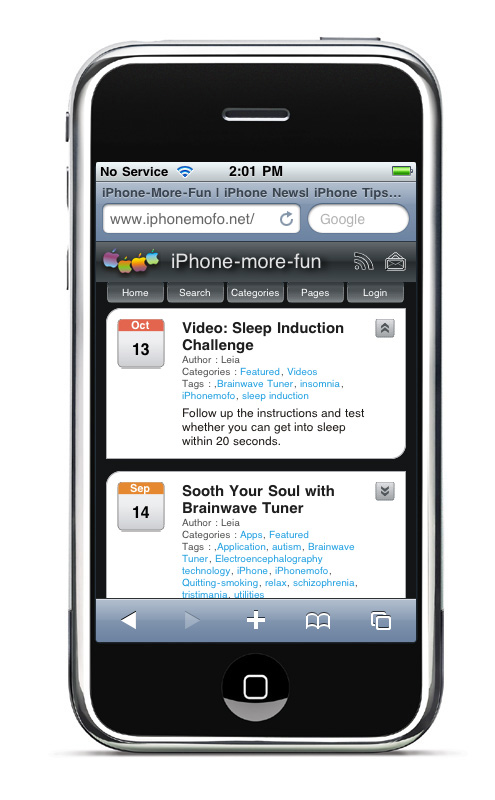 No Service 2:01 PM
iPhone-More-Fun | iPhone News| iPhone Tips...
www.iphonemofo.net/ Google
iPhone-more-fun
Home Search Categories Pages Login
Oct
13
Video: Sleep Induction
Challenge
Author : Leia
Categories : Featured, Videos
Tags : ,Brainwave Tuner, insomnia,
iPhonemofo, sleep induction
Follow up the instructions and test
whether you can get into sleep
within 20 seconds.
Sep
14
Sooth Your Soul with
Brainwave Tuner
Author : Leia
Categories : Apps, Featured
Tags : ,Application, autism, Brainwave
Tuner, Electroencephalography
technology, iPhone, iPhonemofo,
Quitting-smoking, relax, schizophrenia,
tristimania, utilities